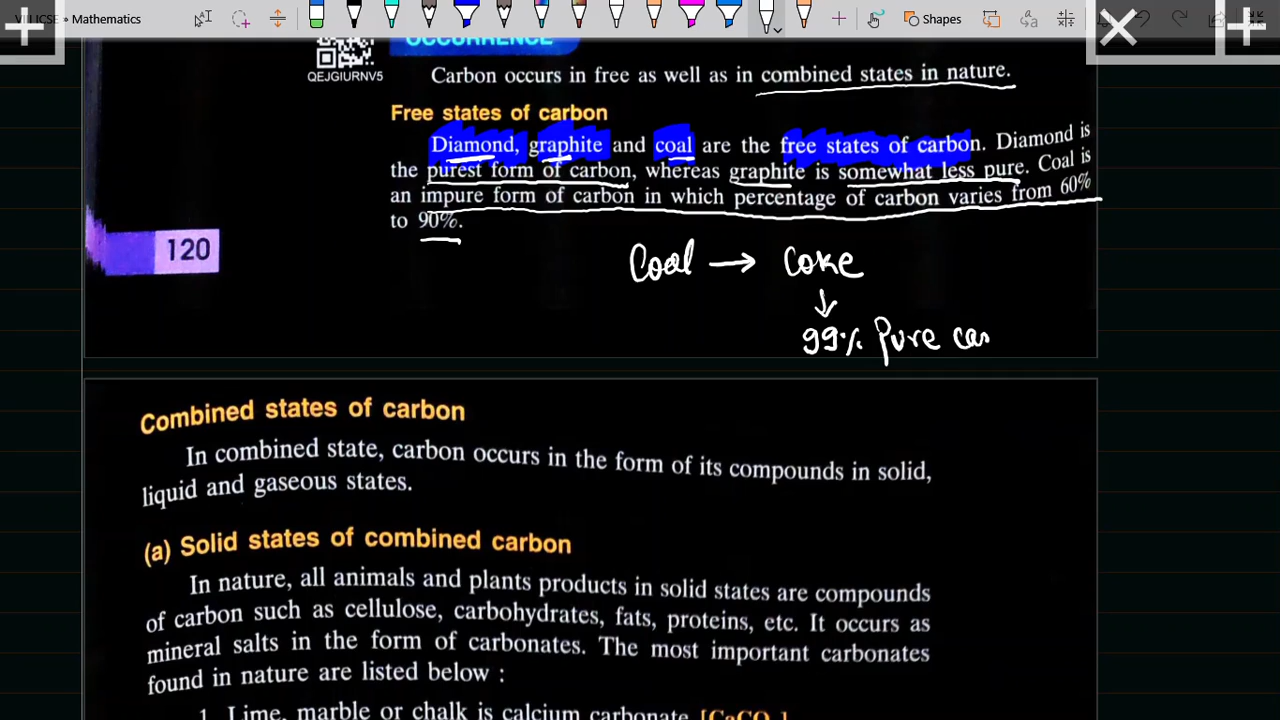 VIII ICSE » Mathematics
Shapes
OCCURRENCE
QEJGIURNV5
Carbon occurs in free as well as in combined states in nature.
Free states of carbon
Diamond, graphite and coal are the free states of carbon. Diamond is
the purest form of carbon, whereas graphite is somewhat less pure. Coal is
an impure form of carbon in which percentage of carbon varies from 60%
to 90%.
120
Coal → Coke
↓
99% Pure car
Combined states of carbon
In combined state, carbon occurs in the form of its compounds in solid,
liquid and gaseous states.
(a) Solid states of combined carbon
In nature, all animals and plants products in solid states are compounds
of carbon such as cellulose, carbohydrates, fats, proteins, etc. It occurs as
mineral salts in the form of carbonates. The most important carbonates
found in nature are listed below :
1. Lime, marble or chalk is calcium carbonate [CaCO₃]